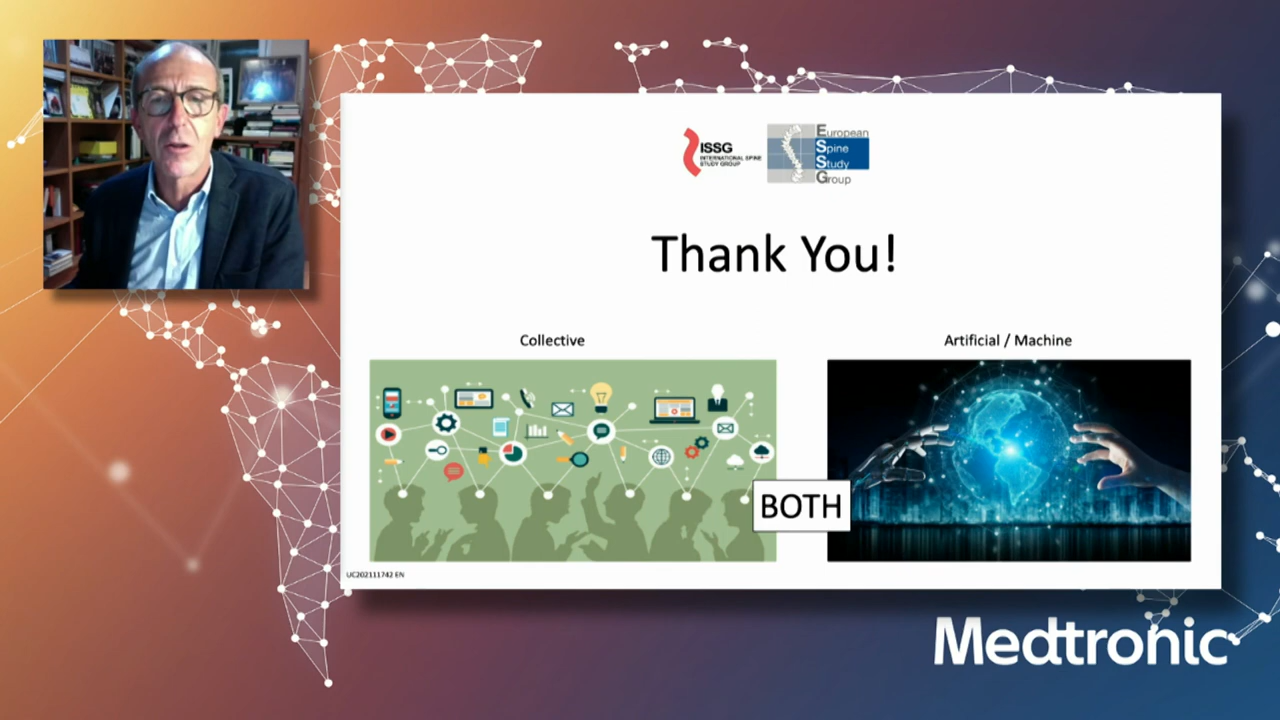 ISSG
INTERNATIONAL SPINE
STUDY GROUP
European
Spine
Study
Group
Thank You!
Collective
Artificial / Machine
BOTH
UC202111742 EN
Medtronic